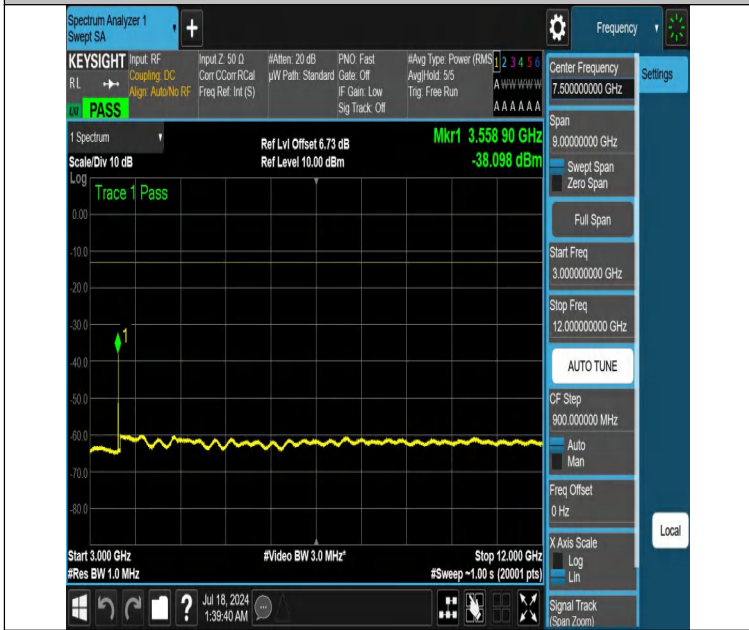 Spectrum Analyzer 1
Swept SA
Frequency
KEYSIGHT
RL
PASS
Input: RF
Coupling: DC
Align: Auto/No RF
Input Z: 50 Ω
Corr CCorr RCal
Freq Ref: Int (S)
#Atten: 20 dB
µW Path: Standard
PNO: Fast
Gate: Off
IF Gain: Low
Sig Track: Off
#Avg Type: Power (RMS
Avg|Hold: 5/5
Trig: Free Run
1 2 3 4 5 6
A W W W W W
A A A A A A
1 Spectrum
Scale/Div 10 dB
Ref Lvl Offset 6.73 dB
Ref Level 10.00 dBm
Mkr1 3.558 90 GHz
-38.098 dBm
Log
Trace 1 Pass
0.00
-10.0
-20.0
-30.0
1
-40.0
-50.0
-60.0
-70.0
-80.0
Start 3.000 GHz
#Res BW 1.0 MHz
#Video BW 3.0 MHz*
Stop 12.000 GHz
#Sweep ~1.00 s (20001 pts)
Jul 18, 2024
1:39:40 AM
Center Frequency
7.500000000 GHz
Settings
Span
9.00000000 GHz
Swept Span
Zero Span
Full Span
Start Freq
3.000000000 GHz
Stop Freq
12.000000000 GHz
AUTO TUNE
CF Step
900.000000 MHz
Auto
Man
Freq Offset
0 Hz
X Axis Scale
Log
Lin
Local
Signal Track
(Span Zoom)